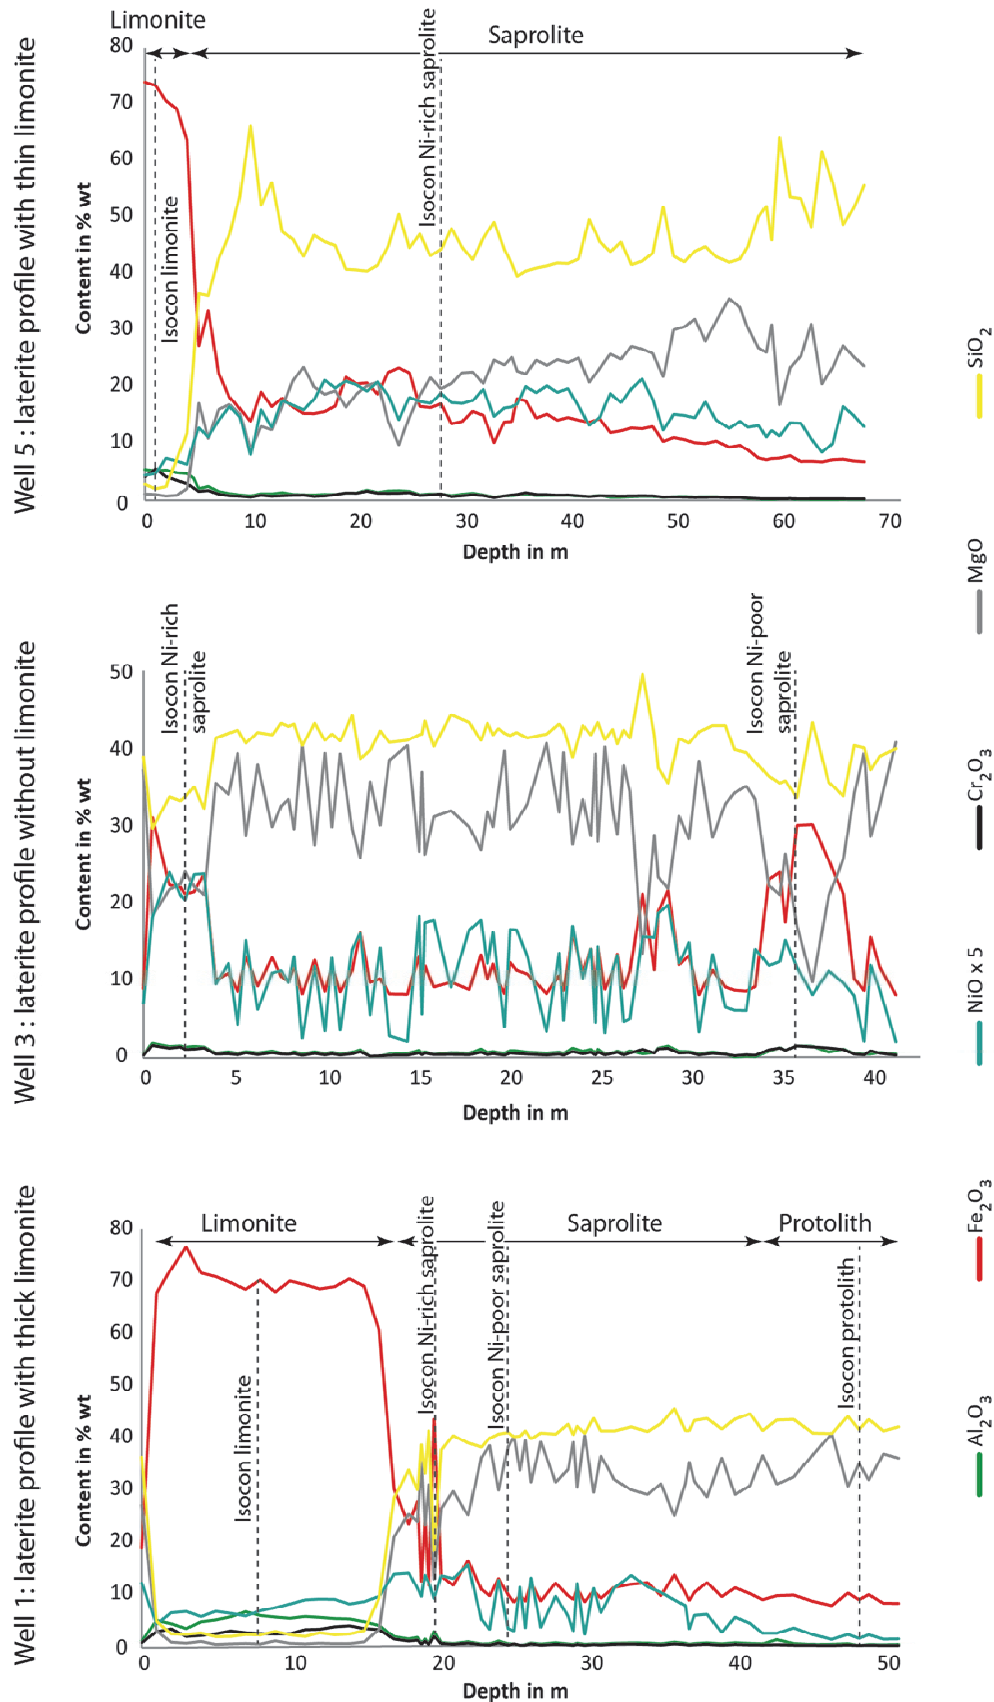 Well 5 : laterite profile with thin limonite
Limonite
Saprolite
Isocon limonite
Isocon Ni-rich saprolite
Content in % wt
80
70
60
50
40
30
20
10
0
0 10 20 30 40 50 60 70
Depth in m
Well 3 : laterite profile without limonite
Isocon Ni-rich
saprolite
Isocon Ni-poor
saprolite
Content in % wt
50
40
30
20
10
0
0 5 10 15 20 25 30 35 40
Depth in m
Well 1: laterite profile with thick limonite
Limonite
Saprolite
Protolith
Isocon limonite
Isocon Ni-rich saprolite
Isocon Ni-poor saprolite
Isocon protolith
Content in % wt
80
70
60
50
40
30
20
10
0
0 10 20 30 40 50
Depth in m
Al₂O₃
Fe₂O₃
NiO x 5
Cr₂O₃
MgO
SiO₂